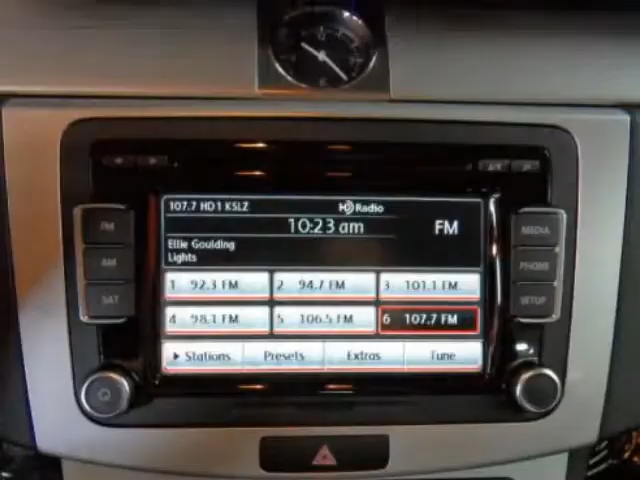 107.7 HD1 KSLZ HD Radio
10:23 am FM
Ellie Goulding
Lights
1 92.3 FM 2 94.7 FM 3 101.1 FM
4 98.1 FM 5 106.5 FM 6 107.7 FM
Stations Presets Extras Tune
FM
AM
SAT
MEDIA
PHONE
SETUP